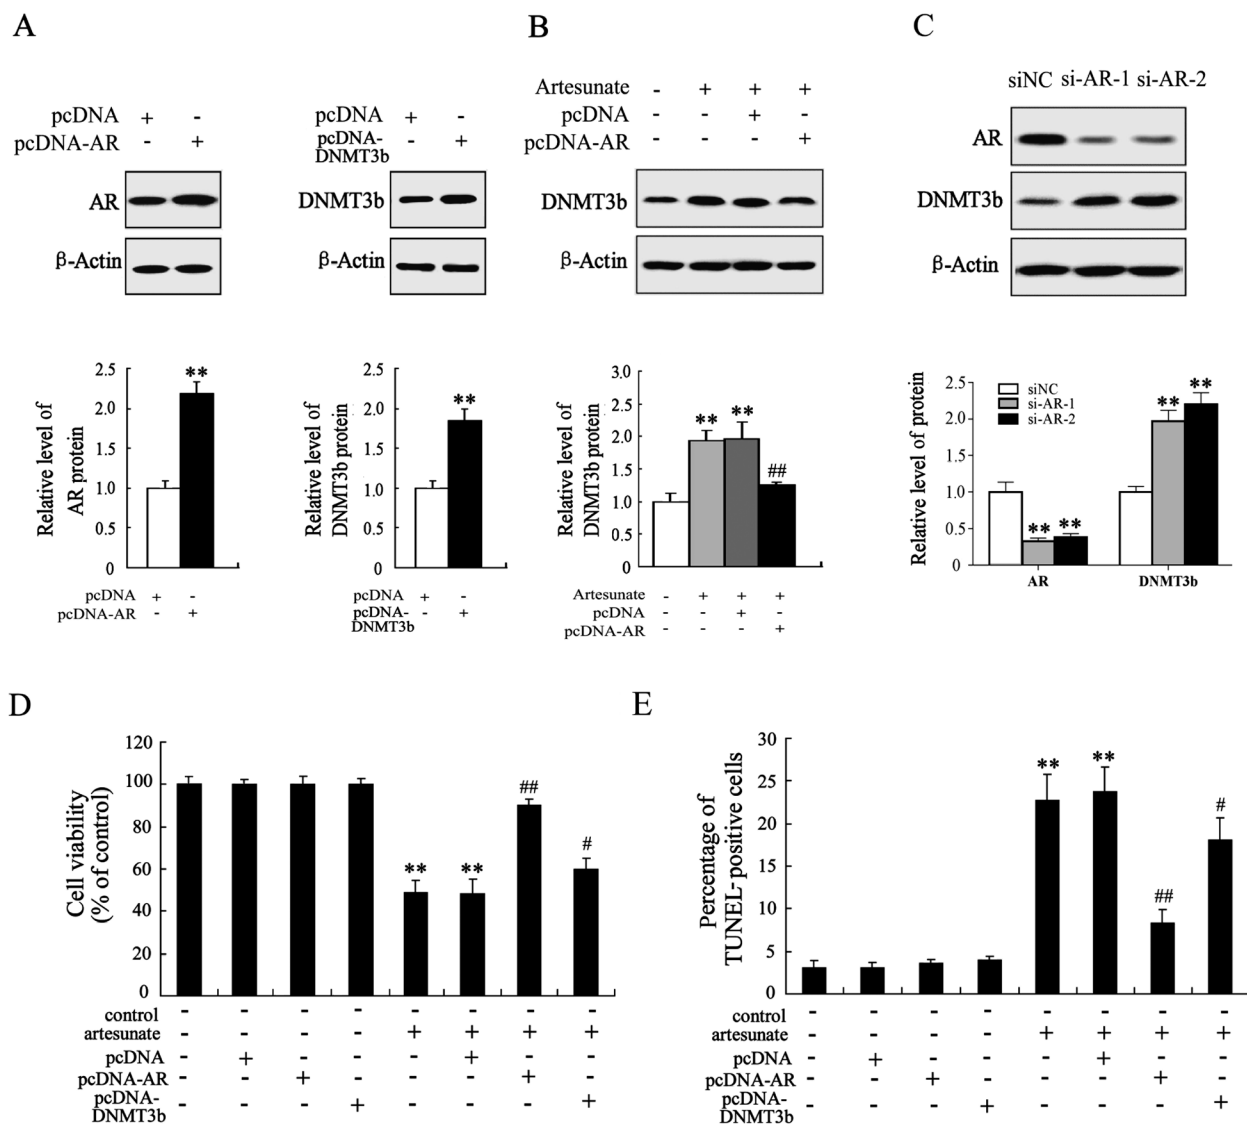 A
pcDNA + -
pcDNA-AR - +
AR
β-Actin
pcDNA + -
pcDNA- - +
DNMT3b
DNMT3b
β-Actin
Relative level of
AR protein
2.5
2.0
1.5
1.0
0.5
0
**
pcDNA + -
pcDNA-AR - +
Relative level of
DNMT3b protein
2.5
2.0
1.5
1.0
0.5
0
**
pcDNA + -
pcDNA- - +
DNMT3b
B
Artesunate - + + +
pcDNA - - + -
pcDNA-AR - - - +
DNMT3b
β-Actin
Relative level of
DNMT3b protein
3.0
2.5
2.0
1.5
1.0
0.5
0
** ** ##
Artesunate - + + +
pcDNA - - + -
pcDNA-AR - - - +
C
siNC si-AR-1 si-AR-2
AR
DNMT3b
β-Actin
Relative level of protein
2.5
2.0
1.5
1.0
0.5
0
siNC
si-AR-1
si-AR-2
** ** ** **
AR DNMT3b
D
Cell viability
(% of control)
120
100
80
60
40
20
0
** ** ## #
control - - - - - - - -
artesunate - - - - + + + +
pcDNA - + - - - + - -
pcDNA-AR - - + - - - + -
pcDNA- - - - + - - - +
DNMT3b
E
Percentage of
TUNEL-positive cells
30
25
20
15
10
5
0
** ** ## #
control - - - - - - - -
artesunate - - - - + + + +
pcDNA - + - - - + - -
pcDNA-AR - - + - - - + -
pcDNA- - - - + - - - +
DNMT3b